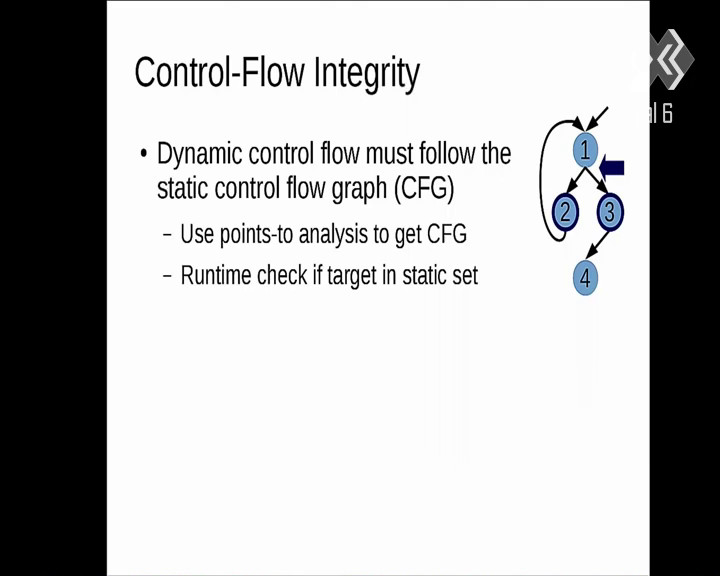 Control-Flow Integrity
• Dynamic control flow must follow the
static control flow graph (CFG)
– Use points-to analysis to get CFG
– Runtime check if target in static set
1
2 3
4
al 6